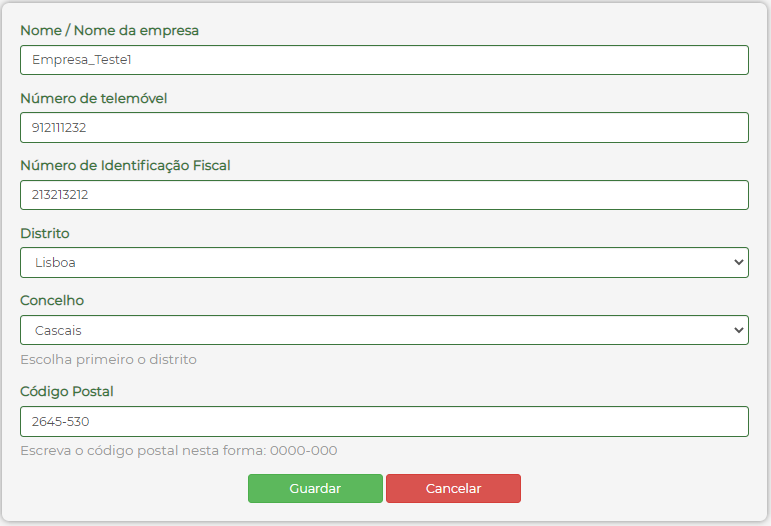 Nome / Nome da empresa
Empresa_Teste1
Número de telemóvel
912111232
Número de Identificação Fiscal
213213212
Distrito
Lisboa
Concelho
Cascais
Escolha primeiro o distrito
Código Postal
2645-530
Escreva o código postal nesta forma: 0000-000
Guardar Cancelar